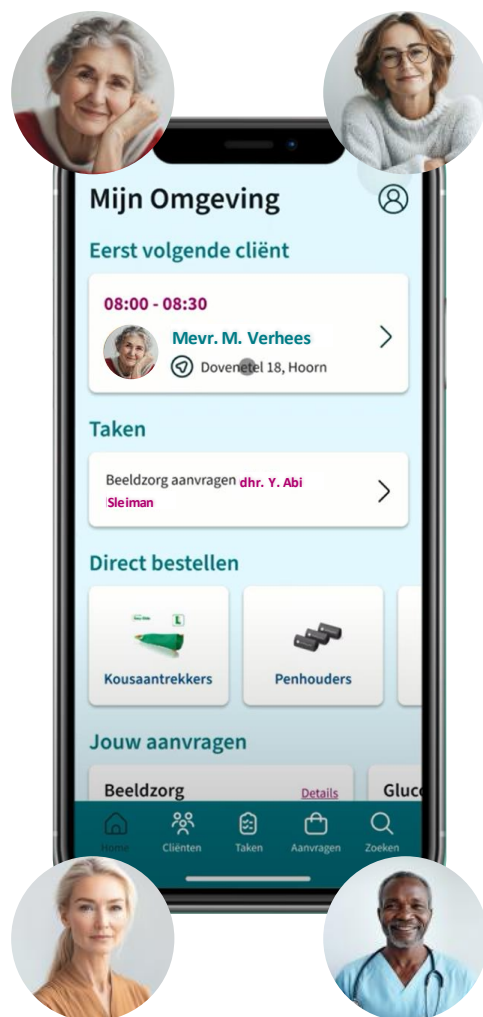 Mijn Omgeving
Eerst volgende cliënt
08:00 - 08:30
Mevr. M. Verhees
Dovenetel 18, Hoorn
Taken
Beeldzorg aanvragen dhr. Y. Abi
Sleiman
Direct bestellen
L
Kousaantrekkers
Penhouders
Jouw aanvragen
Beeldzorg
Details
Gluco
Home
Cliënten
Taken
Aanvragen
Zoeken